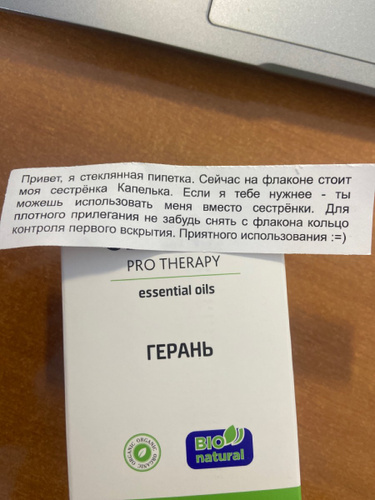 Привет, я стеклянная пипетка. Сейчас на флаконе стоит
моя сестрёнка Капелька. Если я тебе нужнее - ты
можешь использовать меня вместо сестрёнки. Для
плотного прилегания не забудь снять с флакона кольцо
контроля первого вскрытия. Приятного использования :=)
PRO THERAPY
essential oils
ГЕРАНЬ
ORGANIC ORGANIC ORGANIC
BIO
natural